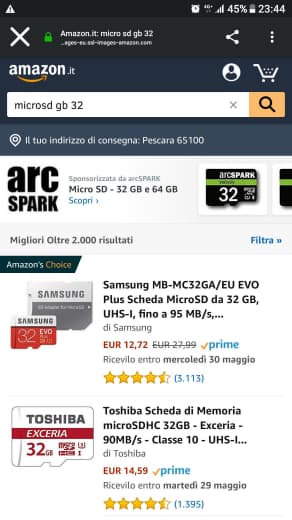 4G+ 45% 23:44
Amazon.it: micro sd gb 32
...ages-eu.ssl-images-amazon.com
amazon.it
microsd gb 32
Il tuo indirizzo di consegna: Pescara 65100
arc
SPARK
Sponsorizzata da arcSPARK
Micro SD - 32 GB e 64 GB
Scopri ›
arcSPARK
32
Migliori Oltre 2.000 risultati
Filtra »
Amazon's Choice
SAMSUNG
SAMSUNG
32 EVO
Samsung MB-MC32GA/EU EVO
Plus Scheda MicroSD da 32 GB,
UHS-I, fino a 95 MB/s,...
di Samsung
EUR 12,72 EUR 27,99 prime
Ricevilo entro mercoledì 30 maggio
(3.113)
TOSHIBA
EXCERIA
32GB
Toshiba Scheda di Memoria
microSDHC 32GB - Exceria -
90MB/s - Classe 10 - UHS-I...
di Toshiba
EUR 14,59 prime
Ricevilo entro martedì 29 maggio
(1.395)